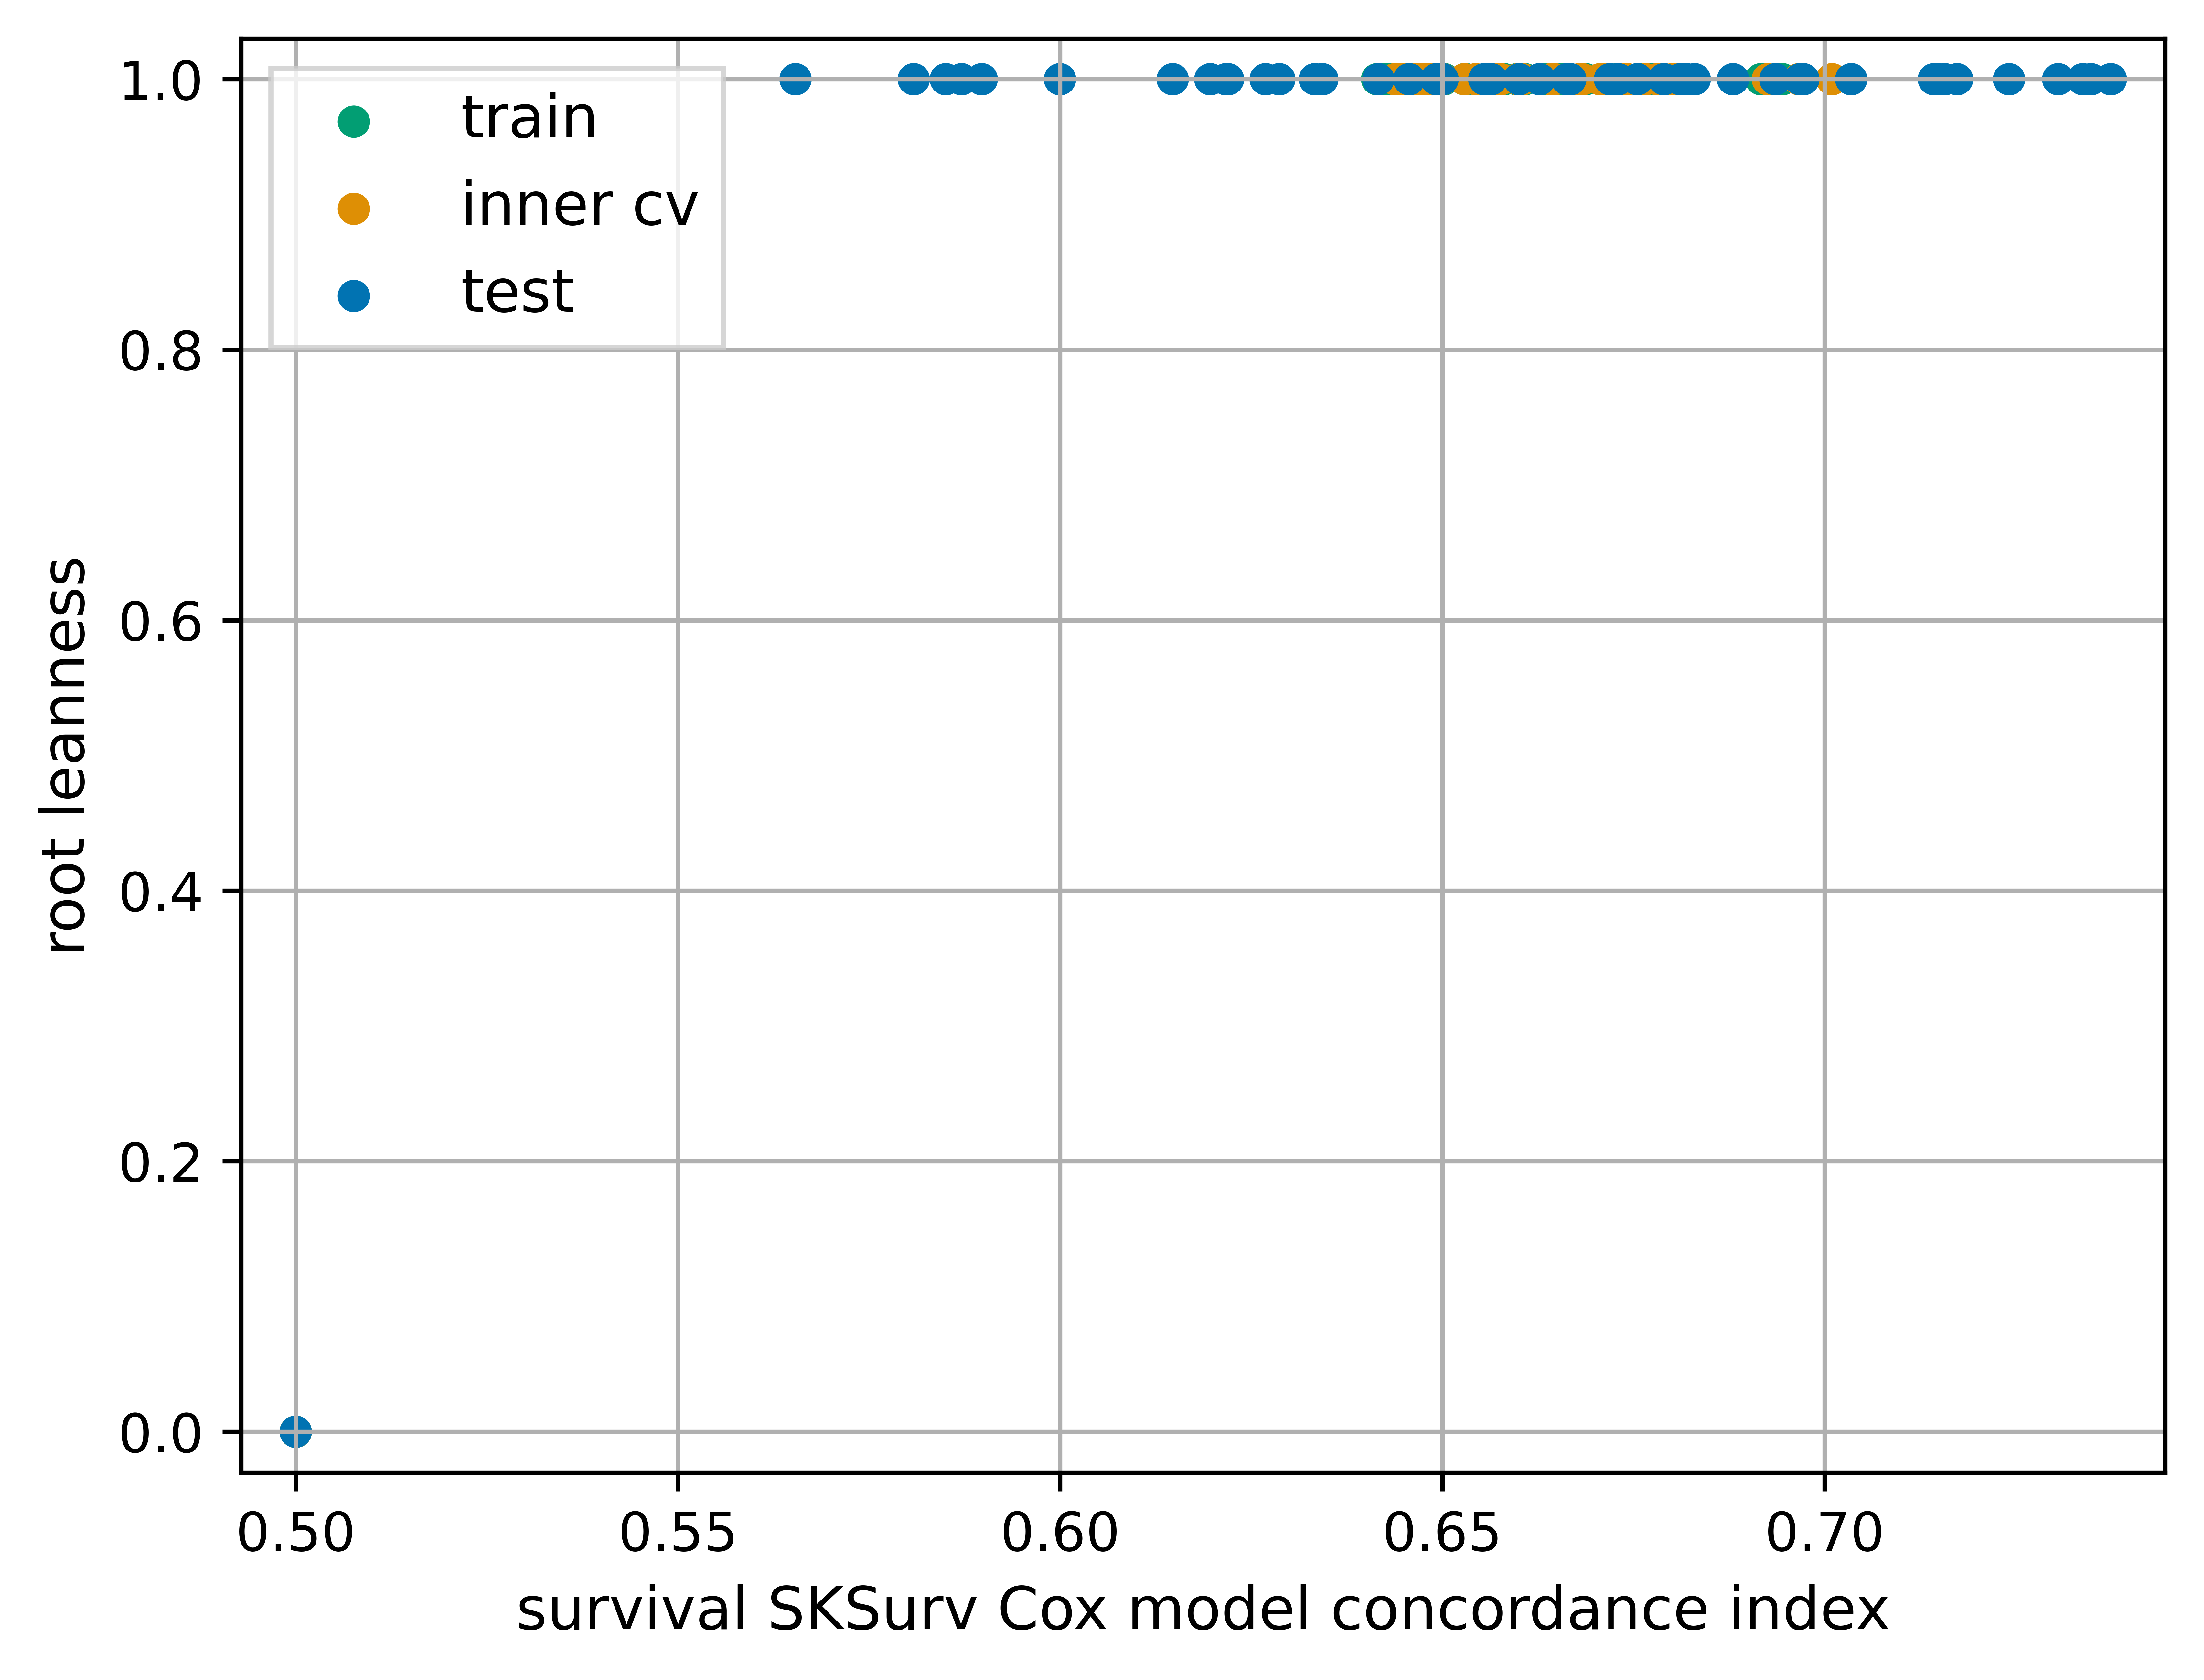 1.0
0.8
0.6
0.4
0.2
0.0
root leanness
train
inner cv
test
0.50 0.55 0.60 0.65 0.70
survival SKSurv Cox model concordance index